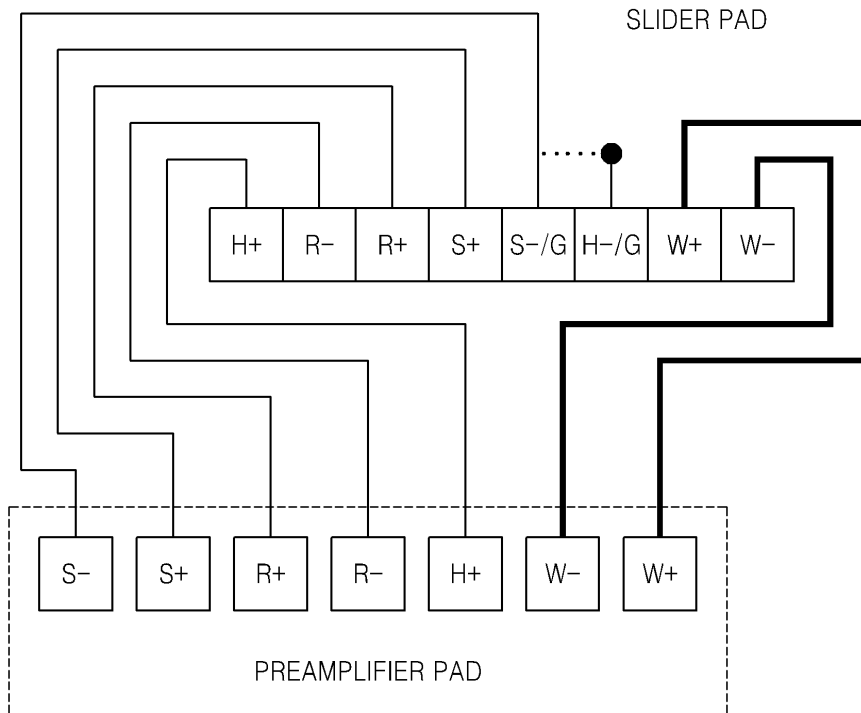 SLIDER PAD
H+ R− R+ S+ S−/G H−/G W+ W−
S− S+ R+ R− H+ W− W+
PREAMPLIFIER PAD